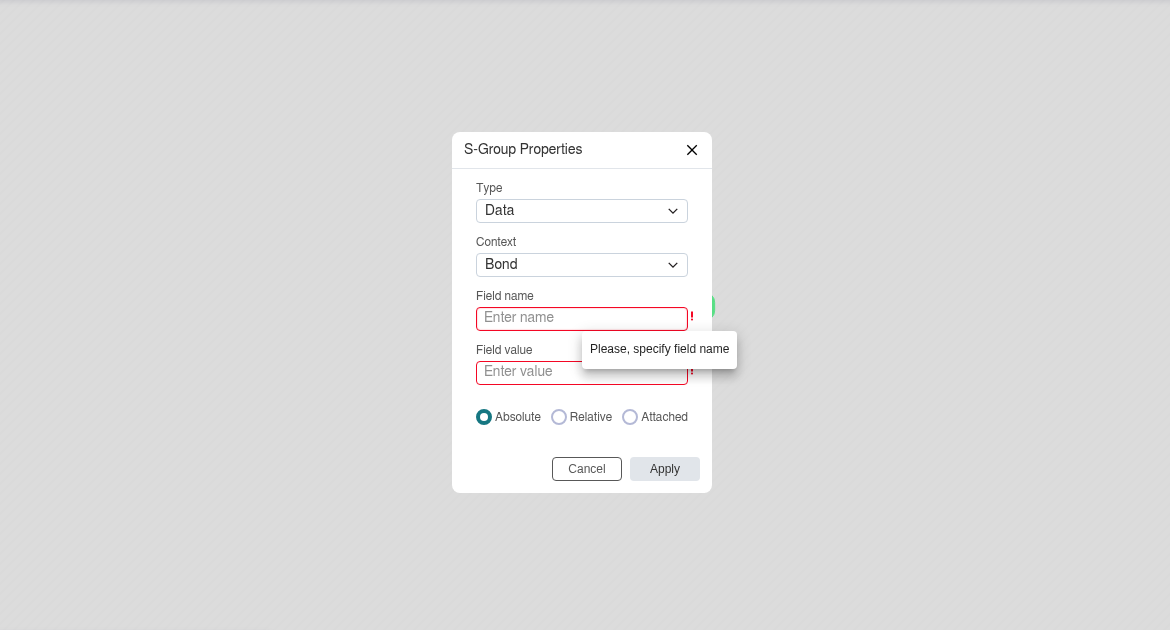 S-Group Properties
Type
Data
Context
Bond
Field name
Enter name
!
Please, specify field name
Field value
Enter value
!
Absolute Relative Attached
Cancel Apply